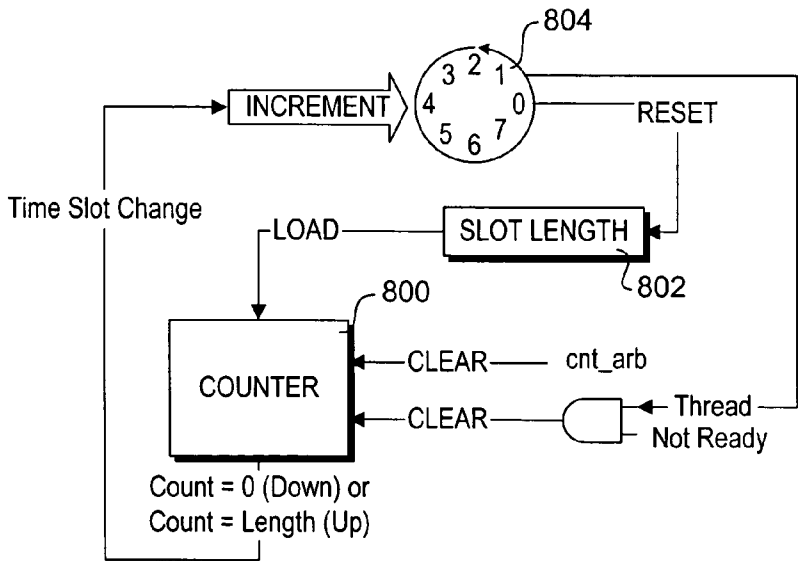 804
3 2 1
4 0
5 6 7
INCREMENT
RESET
Time Slot Change
LOAD
SLOT LENGTH
802
800
COUNTER
CLEAR
cnt_arb
CLEAR
Thread
Not Ready
Count = 0 (Down) or
Count = Length (Up)